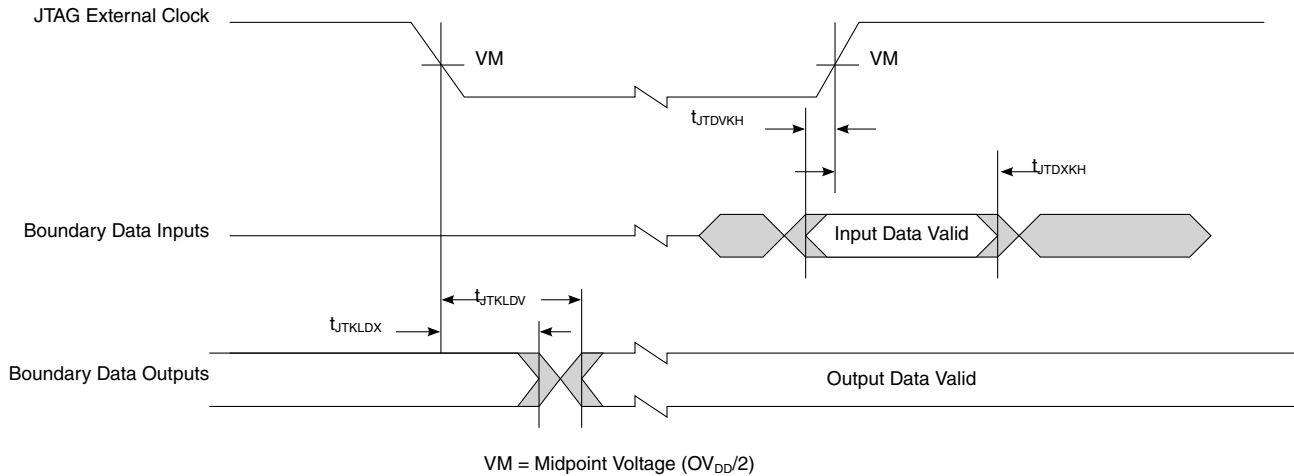 JTAG External Clock
VM
VM
tJTDVKH
tJTDXKH
Boundary Data Inputs
Input Data Valid
tJTKLDV
tJTKLDX
Boundary Data Outputs
Output Data Valid
VM = Midpoint Voltage (OVDD/2)